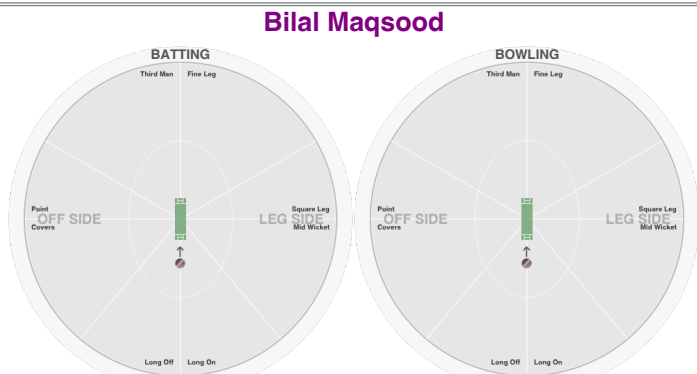 Bilal Maqsood
BATTING
Third Man Fine Leg
Point
OFF SIDE
Covers
Square Leg
LEG SIDE
Mid Wicket
Long Off Long On
BOWLING
Third Man Fine Leg
Point
OFF SIDE
Covers
Square Leg
LEG SIDE
Mid Wicket
Long Off Long On